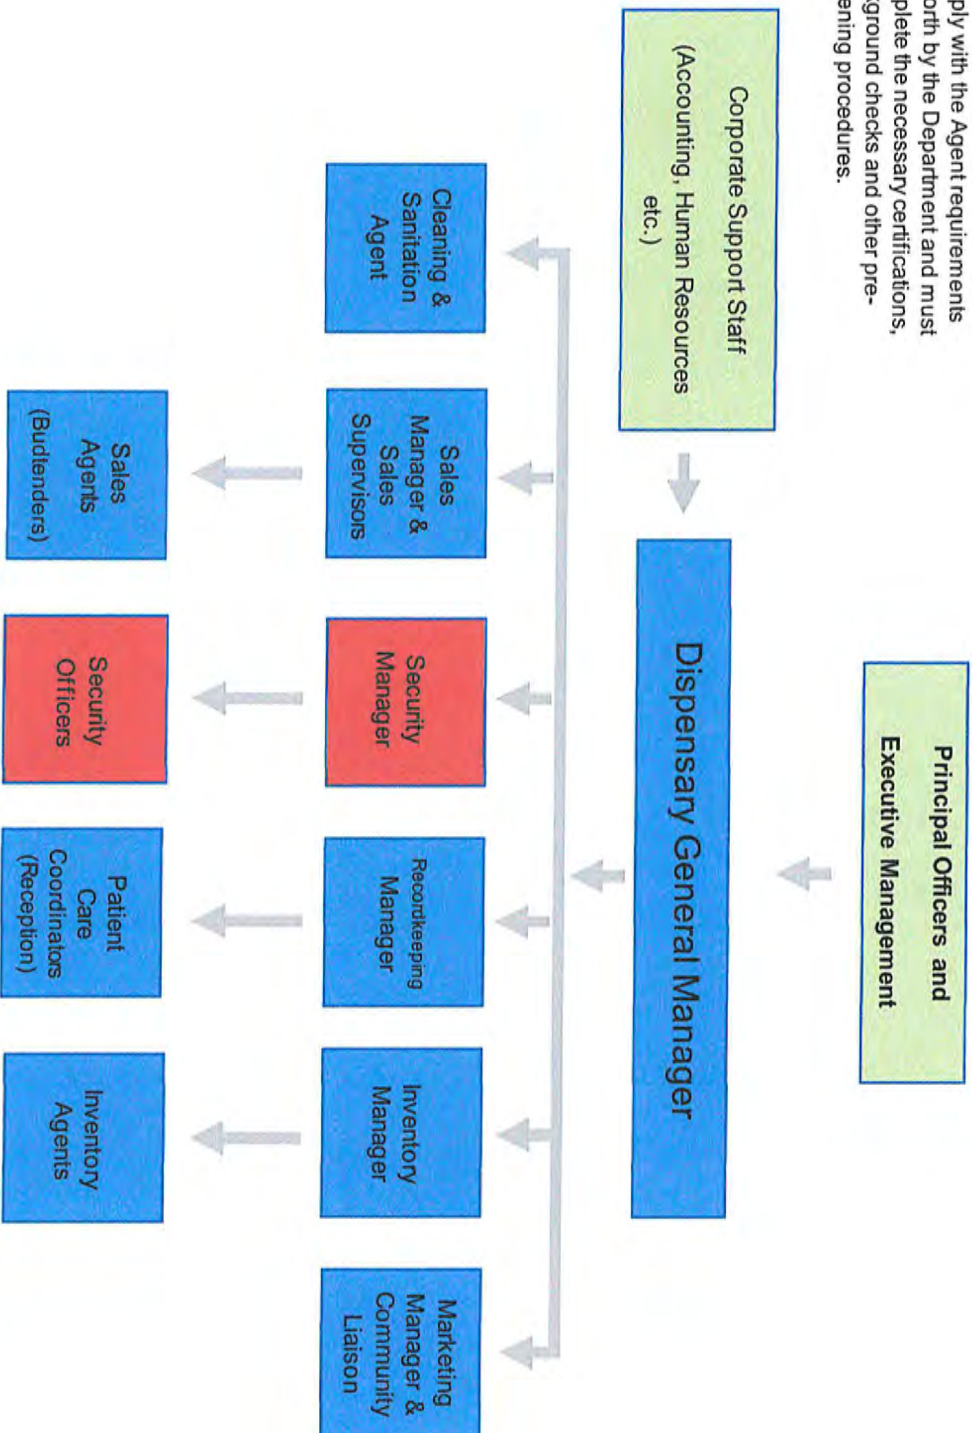 ply with the Agent requirements
orth by the Department and must
plete the necessary certifications,
ground checks and other pre-
ening procedures.
Principal Officers and
Executive Management
Corporate Support Staff
(Accounting, Human Resources
etc.)
Dispensary General Manager
Cleaning &
Sanitation
Agent
Sales
Manager &
Sales
Supervisors
Security
Manager
Recordkeeping
Manager
Inventory
Manager
Marketing
Manager &
Community
Liaison
Sales
Agents
(Budtenders)
Security
Officers
Patient
Care
Coordinators
(Reception)
Inventory
Agents